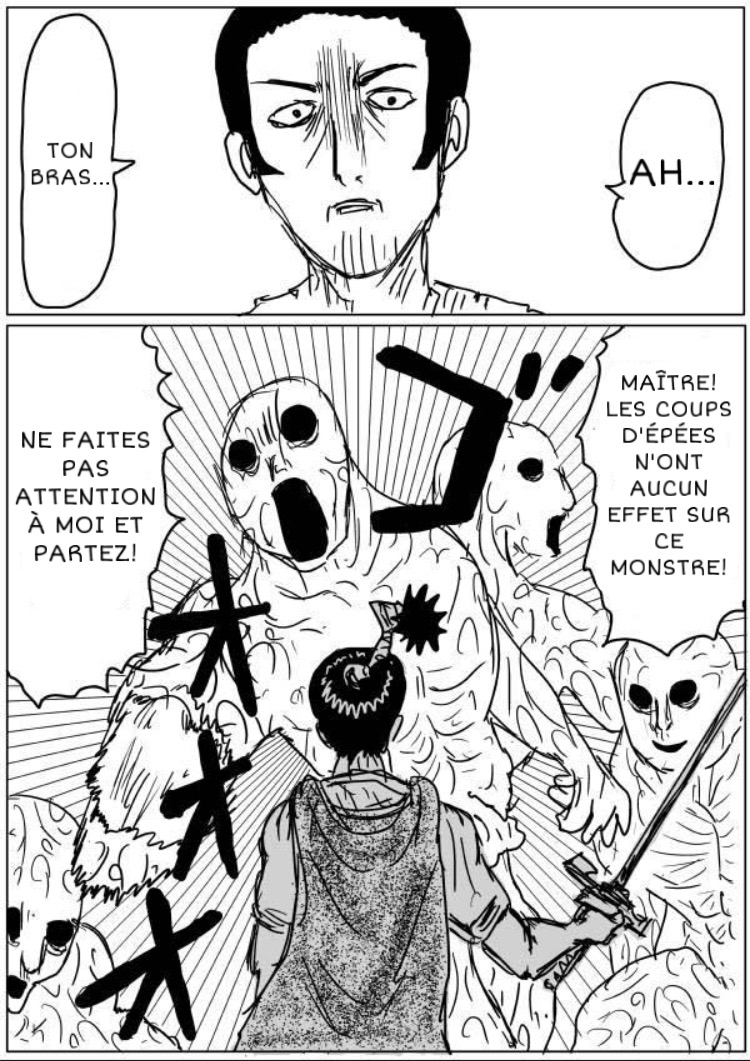 AH...
TON
BRAS...
MAÎTRE!
LES COUPS
D'ÉPÉES
N'ONT
AUCUN
EFFET SUR
CE
MONSTRE!
NE FAITES
PAS
ATTENTION
À MOI ET
PARTEZ!
ゴ
オ
オ
オ